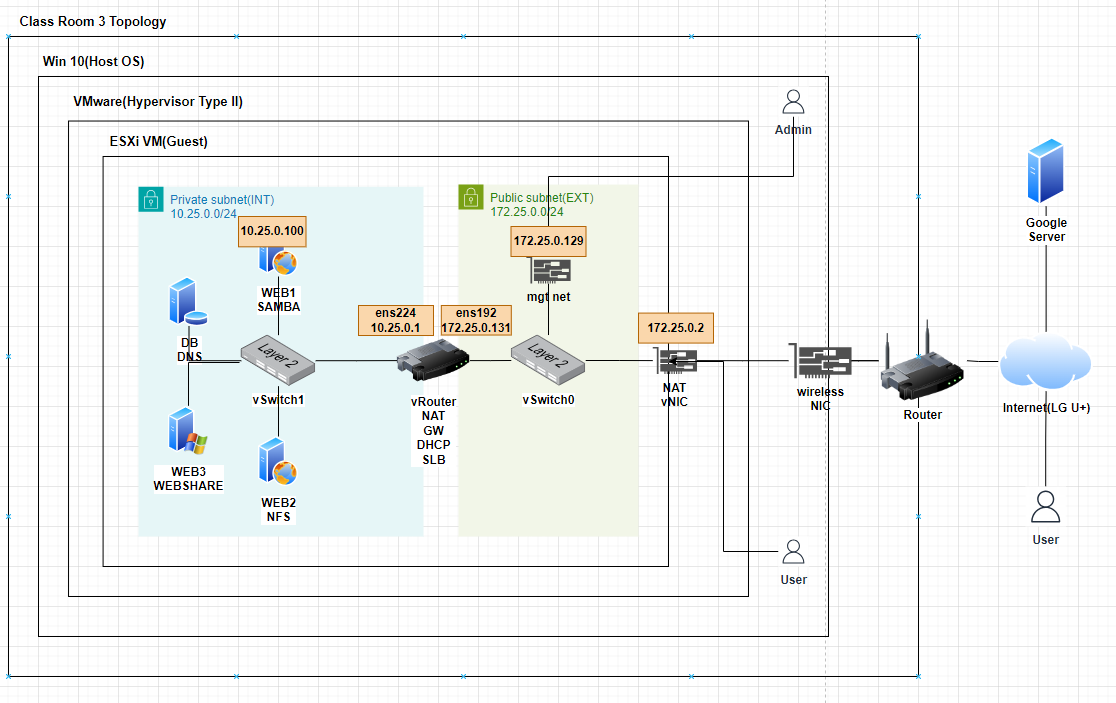 Class Room 3 Topology
Win 10(Host OS)
VMware(Hypervisor Type II)
ESXi VM(Guest)
Admin
Private subnet(INT)
10.25.0.0/24
Public subnet(EXT)
172.25.0.0/24
10.25.0.100
172.25.0.129
WEB1
SAMBA
mgt net
DB
DNS
ens224
10.25.0.1
ens192
172.25.0.131
172.25.0.2
Layer 2
vSwitch1
Layer 2
vSwitch0
vRouter
NAT
GW
DHCP
SLB
NAT
vNIC
wireless
NIC
Router
Google
Server
Internet(LG U+)
WEB3
WEBSHARE
WEB2
NFS
User
User